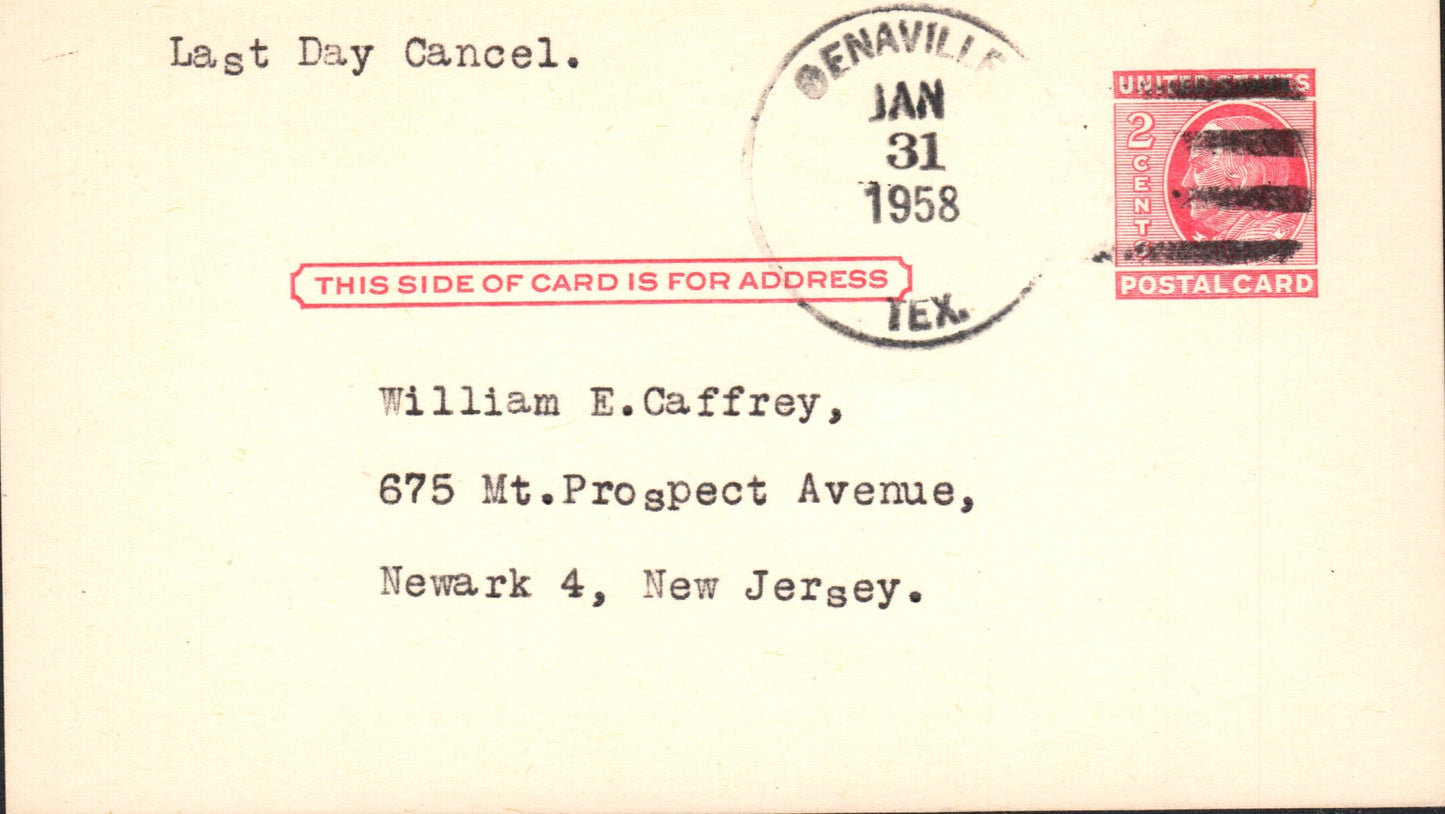 Last Day Cancel.
OENAVILLE
JAN
31
1958
TEX.
UNITED STATES
2
CENTS
POSTAL CARD
THIS SIDE OF CARD IS FOR ADDRESS
William E.Caffrey,
675 Mt.Prospect Avenue,
Newark 4, New Jersey.